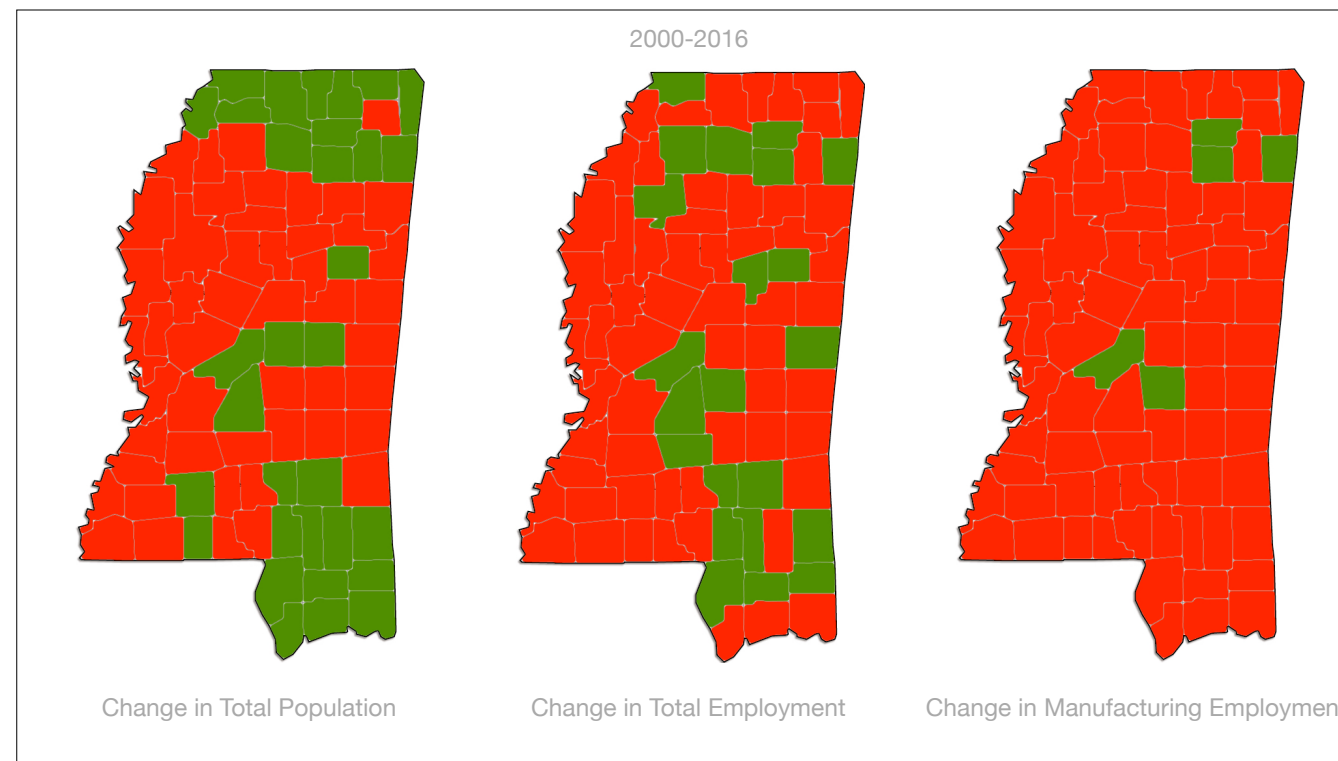 2000-2016
Change in Total Population
Change in Total Employment
Change in Manufacturing Employmen